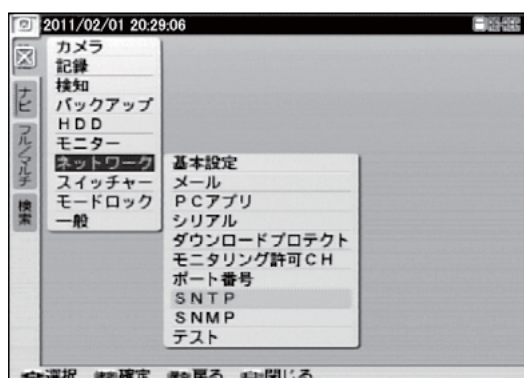 2011/02/01 20:29:06
カメラ
記録
検知
バックアップ
HDD
モニター
ネットワーク
スイッチャー
モードロック
一般
ナビ
フル/マルチ
検索
基本設定
メール
PCアプリ
シリアル
ダウンロードプロテクト
モニタリング許可CH
ポート番号
SNTP
SNMP
テスト
選択 確定 戻る 閉じる